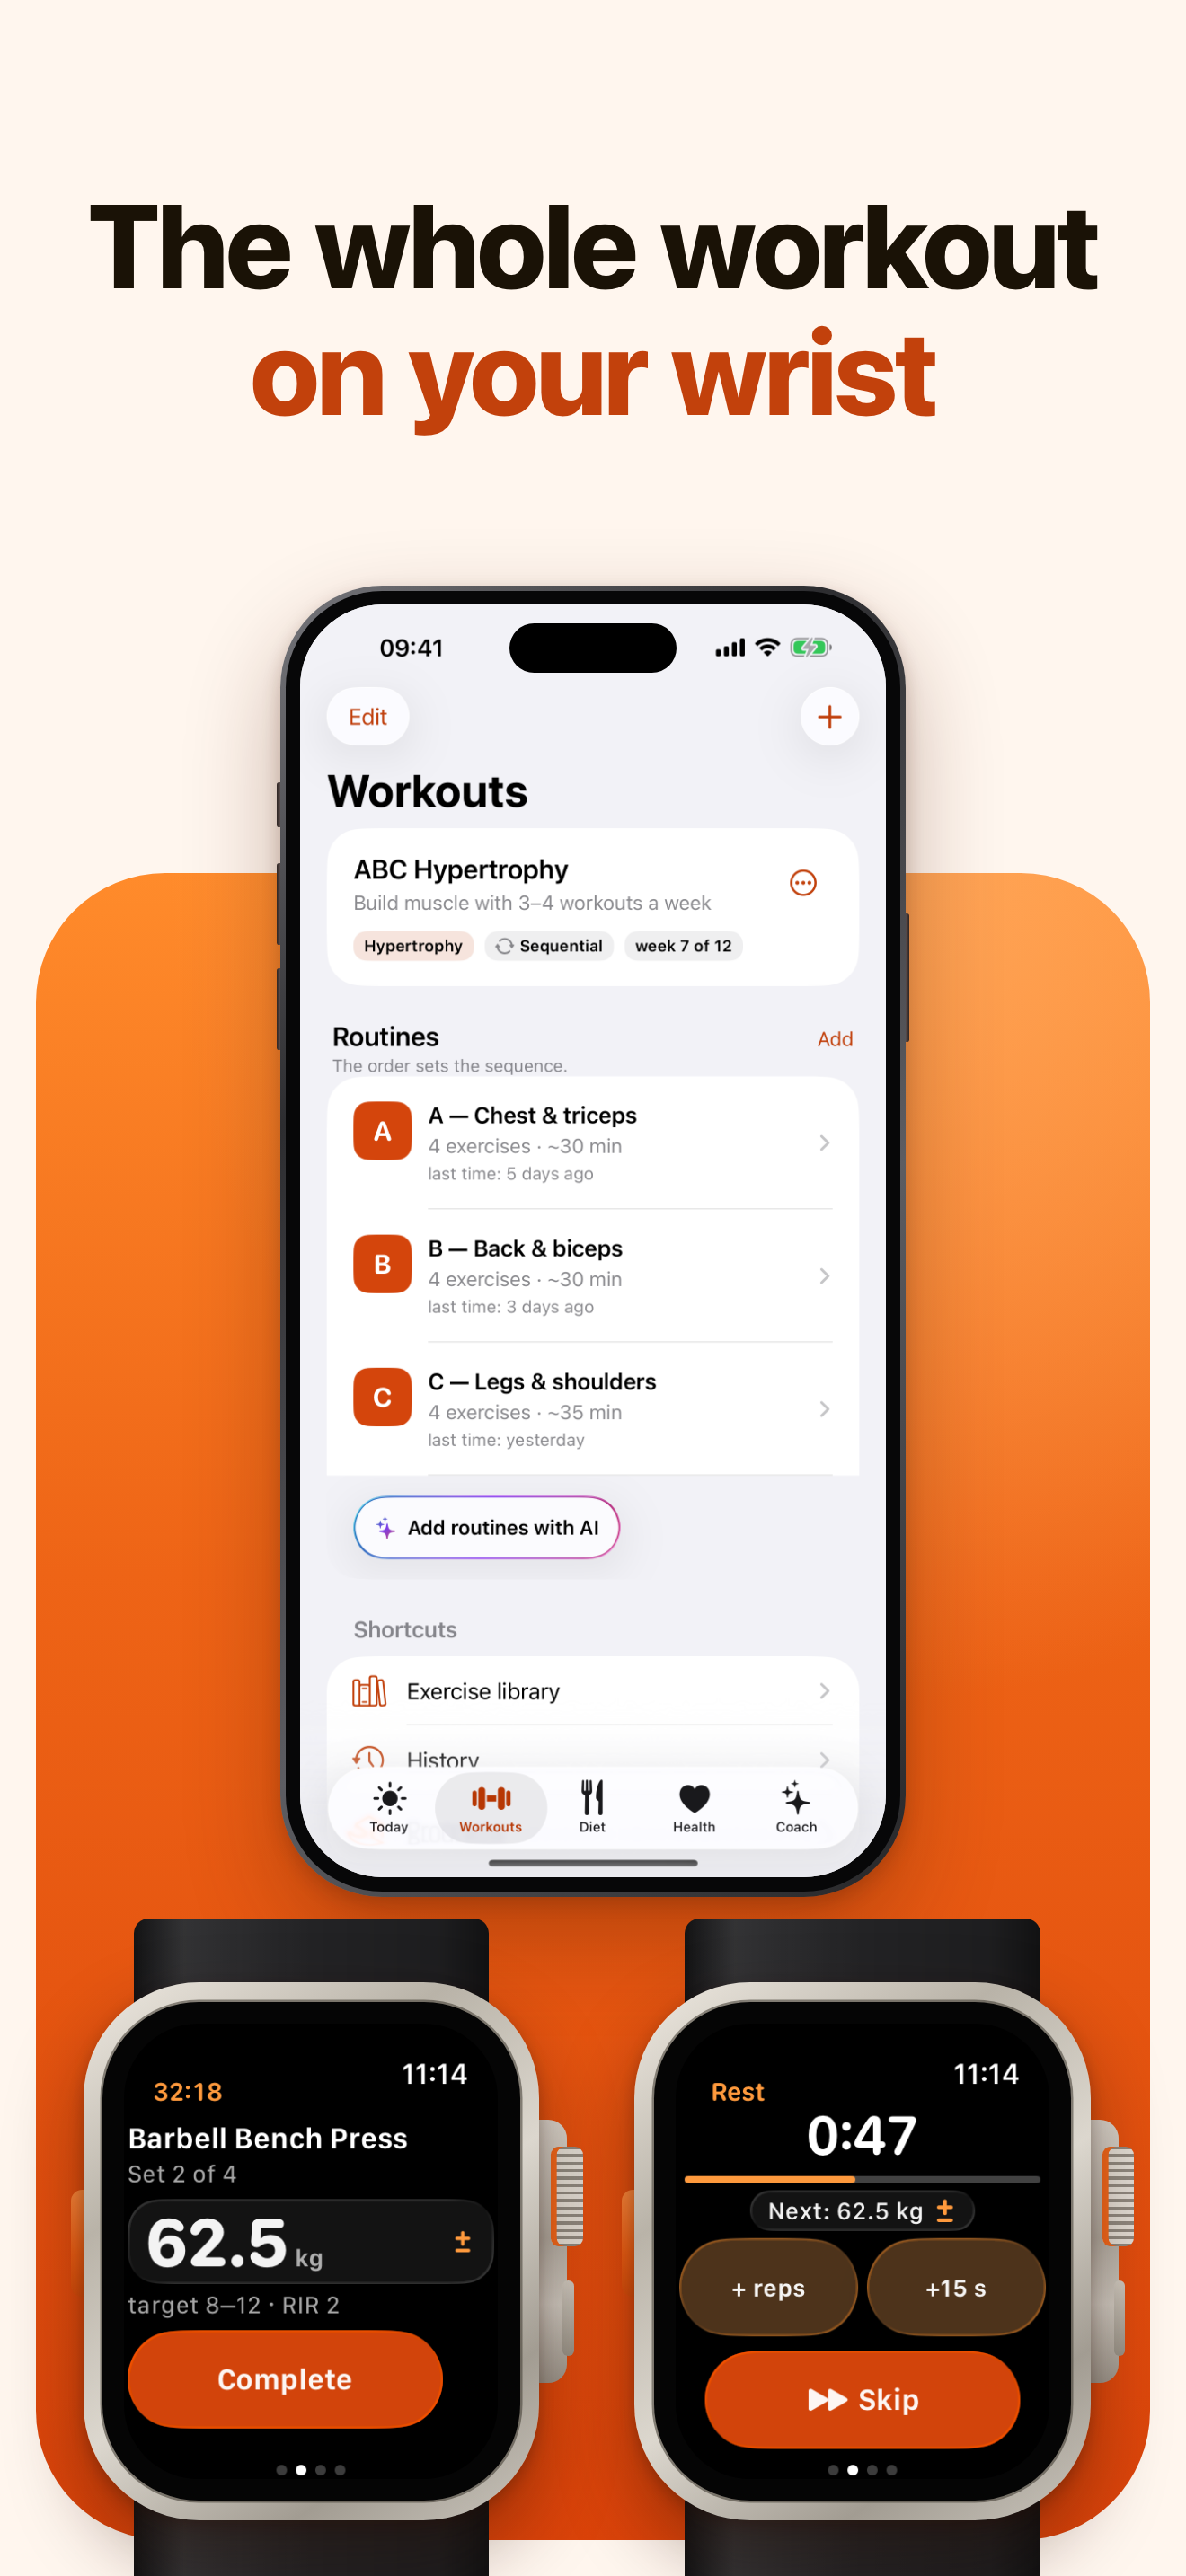 The whole workout
on your wrist
09:41
Edit
Workouts
ABC Hypertrophy
Build muscle with 3–4 workouts a week
Hypertrophy Sequential week 7 of 12
Routines Add
The order sets the sequence.
A A — Chest & triceps
4 exercises · ~30 min
last time: 5 days ago
B B — Back & biceps
4 exercises · ~30 min
last time: 3 days ago
C C — Legs & shoulders
4 exercises · ~35 min
last time: yesterday
Add routines with AI
Shortcuts
Exercise library
History
Today Workouts Diet Health Coach
11:14
32:18
Barbell Bench Press
Set 2 of 4
62.5 kg ±
target 8–12 · RIR 2
Complete
11:14
Rest
0:47
Next: 62.5 kg ±
+ reps +15 s
Skip